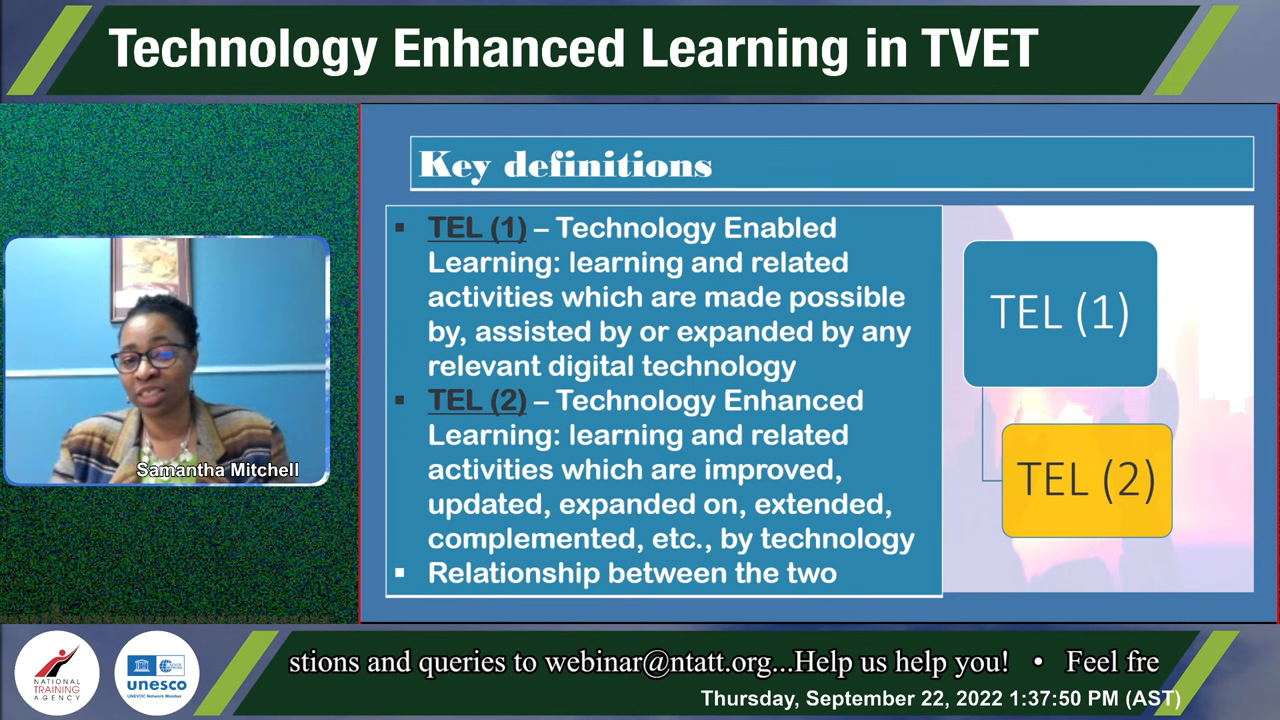 Technology Enhanced Learning in TVET
Key definitions
▪ TEL (1) – Technology Enabled
Learning: learning and related
activities which are made possible
by, assisted by or expanded by any
relevant digital technology
▪ TEL (2) – Technology Enhanced
Learning: learning and related
activities which are improved,
updated, expanded on, extended,
complemented, etc., by technology
▪ Relationship between the two
TEL (1)
TEL (2)
Samantha Mitchell
NATIONAL
TRAINING
AGENCY
unesco
UNEVOC Network Member
stions and queries to webinar@ntatt.org...Help us help you! • Feel fre
Thursday, September 22, 2022 1:37:50 PM (AST)